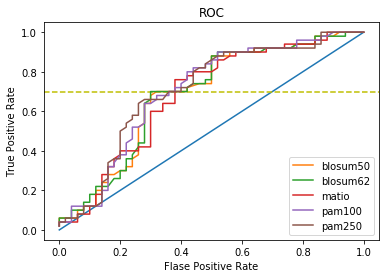 ROC
True Positive Rate
1.0
0.8
0.6
0.4
0.2
0.0
0.0 0.2 0.4 0.6 0.8 1.0
Flase Positive Rate
blosum50
blosum62
matio
pam100
pam250